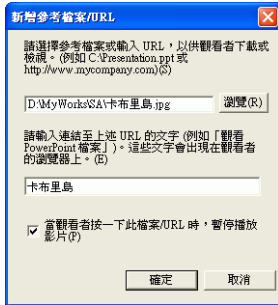 新增參考檔案/URL
請選擇參考檔案或輸入 URL，以供觀看者下載或
檢視。(例如 C:\Presentation.ppt 或
http://www.mycompany.com)(S)
D:\MyWorks\SA\卡布里島.jpg
瀏覽(R)
請輸入連結至上述 URL 的文字 (例如「觀看
PowerPoint 檔案」)。這些文字會出現在觀看者
的瀏覽器上。(E)
卡布里島
當觀看者按一下此檔案/URL 時，暫停播放
影片(P)
確定
取消